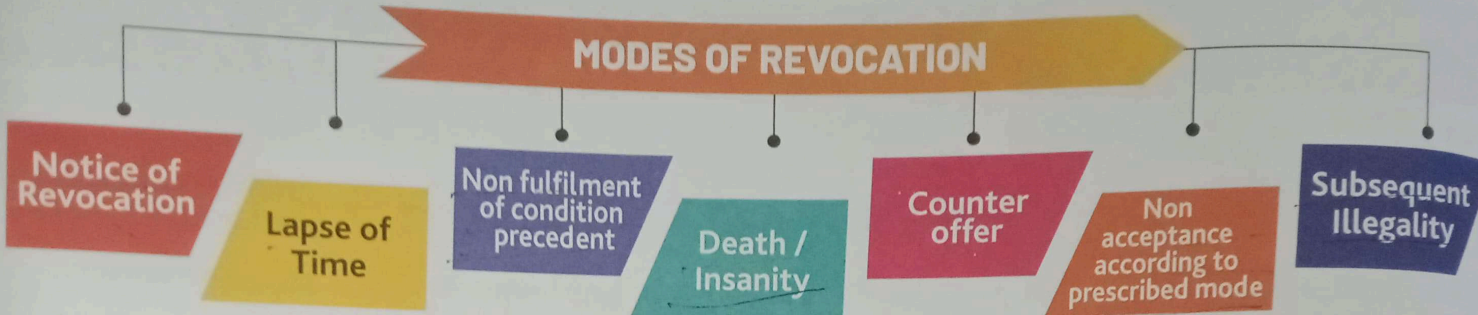 MODES OF REVOCATION
Notice of
Revocation
Lapse of
Time
Non fulfilment
of condition
precedent
Death /
Insanity
Counter
offer
Non
acceptance
according to
prescribed mode
Subsequent
Illegality